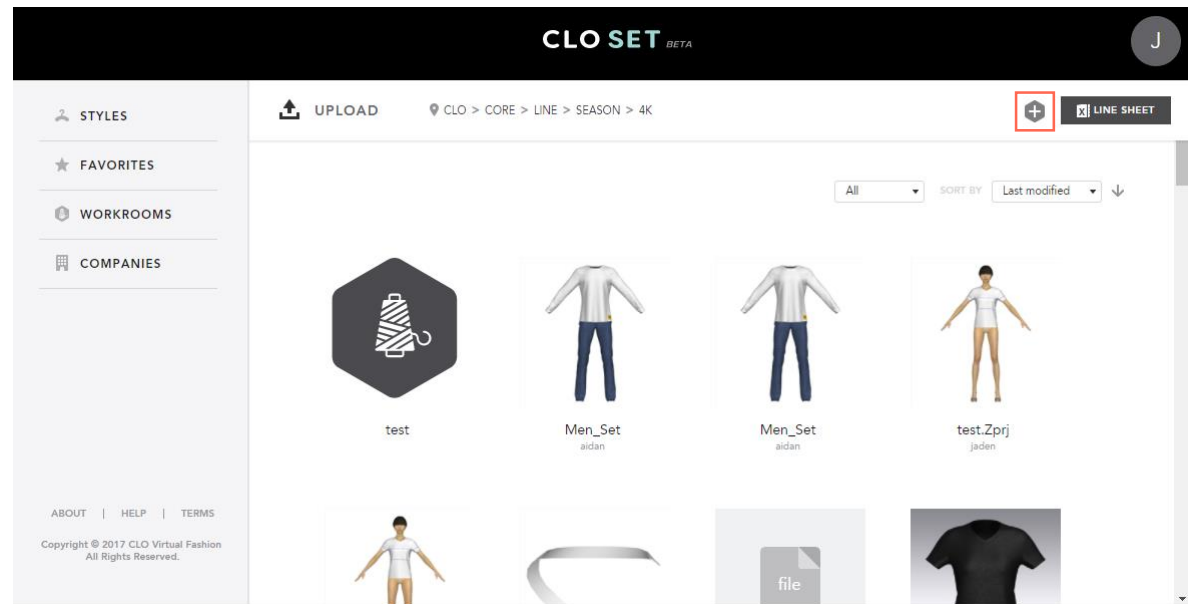 CLO SET BETA
J
STYLES
FAVORITES
WORKROOMS
COMPANIES
ABOUT | HELP | TERMS
Copyright © 2017 CLO Virtual Fashion
All Rights Reserved.
UPLOAD
CLO > CORE > LINE > SEASON > 4K
LINE SHEET
All
SORT BY
Last modified
test
Men_Set
aidan
Men_Set
aidan
test.Zprj
jaden
file